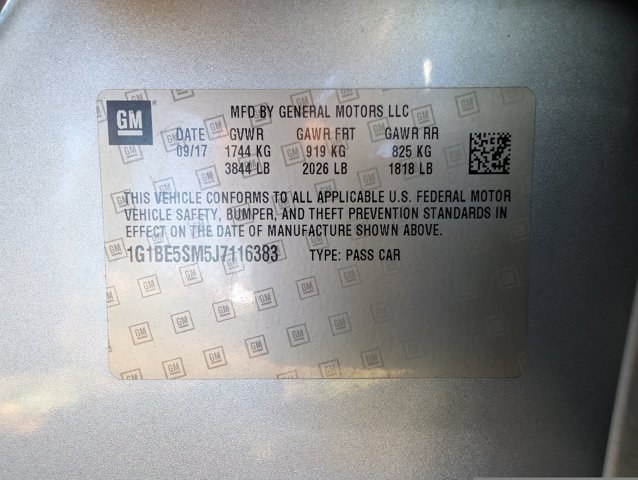 GM
MFD BY GENERAL MOTORS LLC
DATE GVWR GAWR FRT GAWR RR
09/17 1744 KG 919 KG 825 KG
3844 LB 2026 LB 1818 LB
THIS VEHICLE CONFORMS TO ALL APPLICABLE U.S. FEDERAL MOTOR
VEHICLE SAFETY, BUMPER, AND THEFT PREVENTION STANDARDS IN
EFFECT ON THE DATE OF MANUFACTURE SHOWN ABOVE.
1G1BE5SM5J7116383 TYPE: PASS CAR